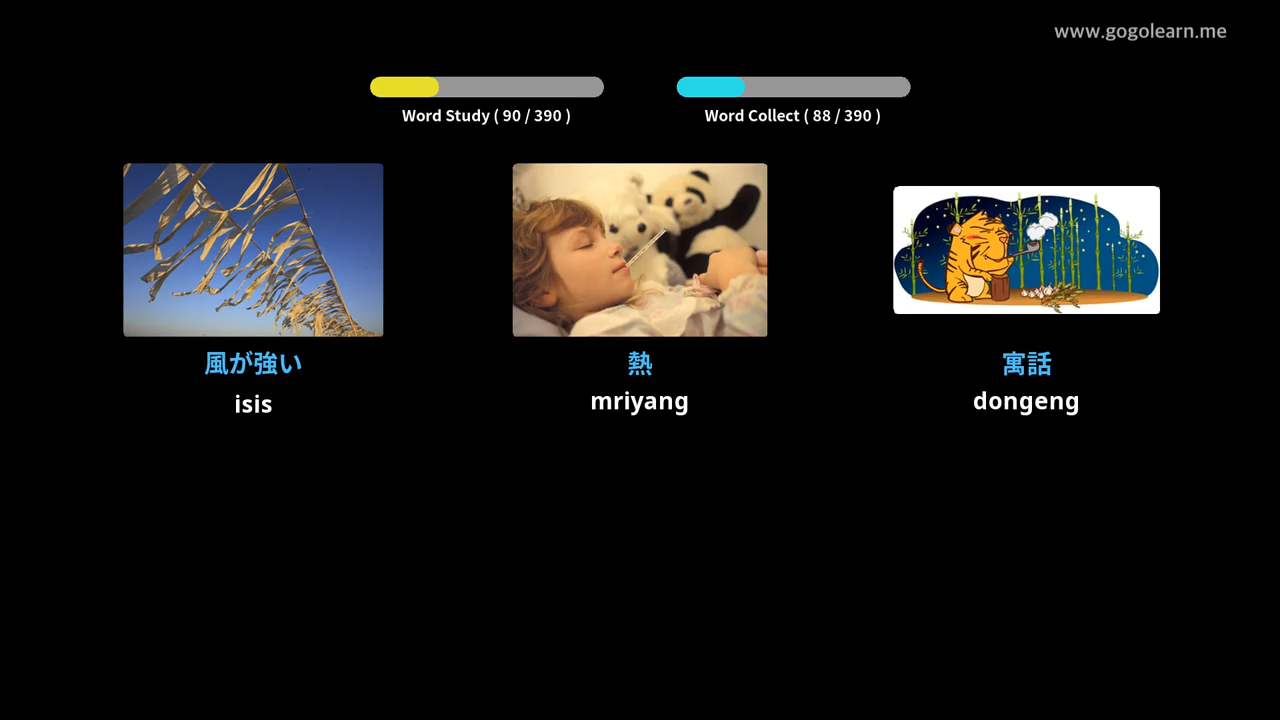 www.gogolearn.me
Word Study ( 90 / 390 )
Word Collect ( 88 / 390 )
風が強い
isis
熱
mriyang
寓話
dongeng